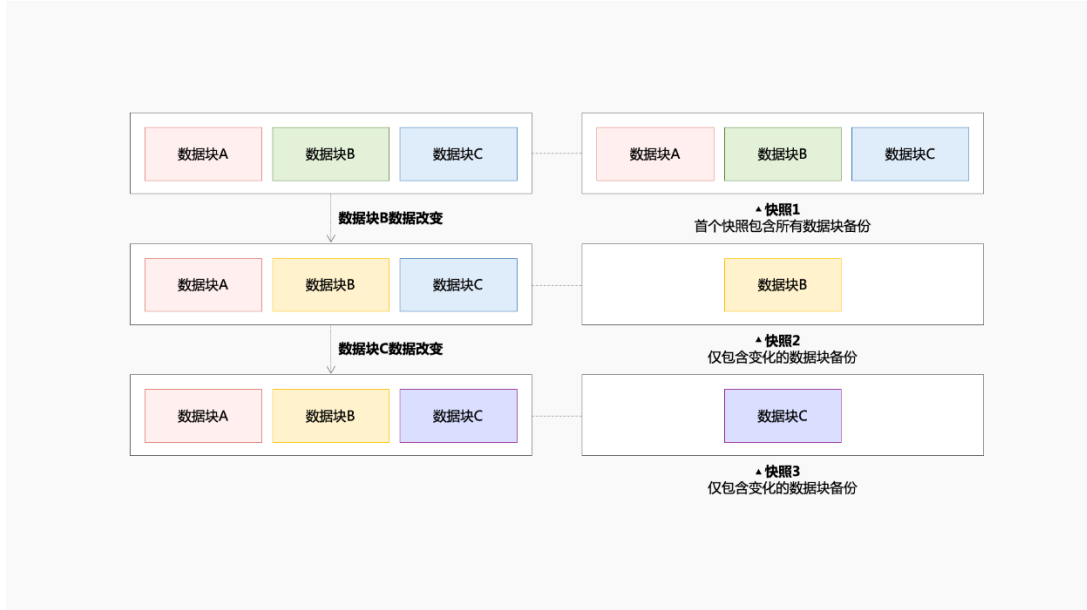 数据块A 数据块B 数据块C
数据块A 数据块B 数据块C
数据块B数据改变
▲ 快照1
首个快照包含所有数据块备份
数据块A 数据块B 数据块C
数据块B
数据块C数据改变
▲ 快照2
仅包含变化的数据块备份
数据块A 数据块B 数据块C
数据块C
▲ 快照3
仅包含变化的数据块备份